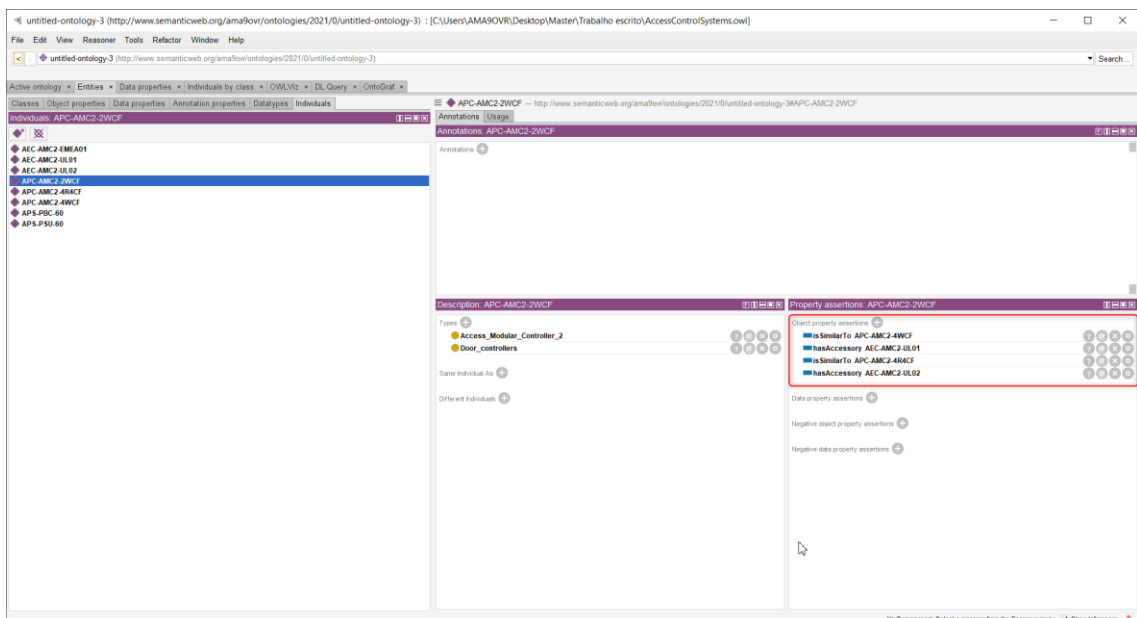 untitled-ontology-3 (http://www.semanticweb.org/ama9ovr/ontologies/2021/0/untitled-ontology-3) : [C:\Users\AMA9OVR\Desktop\Master\Trabalho escrito\AccessControlSystems.owl]
File Edit View Reasoner Tools Refactor Window Help
untitled-ontology-3 (http://www.semanticweb.org/ama9ovr/ontologies/2021/0/untitled-ontology-3)
Search...
Active ontology × Entities × Data properties × Individuals by class × OWLViz × DL Query × OntoGraf ×
Classes Object properties Data properties Annotation properties Datatypes Individuals
Individuals: APC-AMC2-2WCF
AEC-AMC2-EMEA01
AEC-AMC2-UL01
AEC-AMC2-UL02
APC-AMC2-2WCF
APC-AMC2-4R4CF
APC-AMC2-4WCF
APS-PBC-60
APS-PSU-60
APC-AMC2-2WCF — http://www.semanticweb.org/ama9ovr/ontologies/2021/0/untitled-ontology-3#APC-AMC2-2WCF
Annotations Usage
Annotations: APC-AMC2-2WCF
Annotations
Description: APC-AMC2-2WCF
Types
Access_Modular_Controller_2
Door_controllers
Same Individual As
Different Individuals
Property assertions: APC-AMC2-2WCF
Object property assertions
isSimilarTo APC-AMC2-4WCF
hasAccessory AEC-AMC2-UL01
isSimilarTo APC-AMC2-4R4CF
hasAccessory AEC-AMC2-UL02
Data property assertions
Negative object property assertions
Negative data property assertions